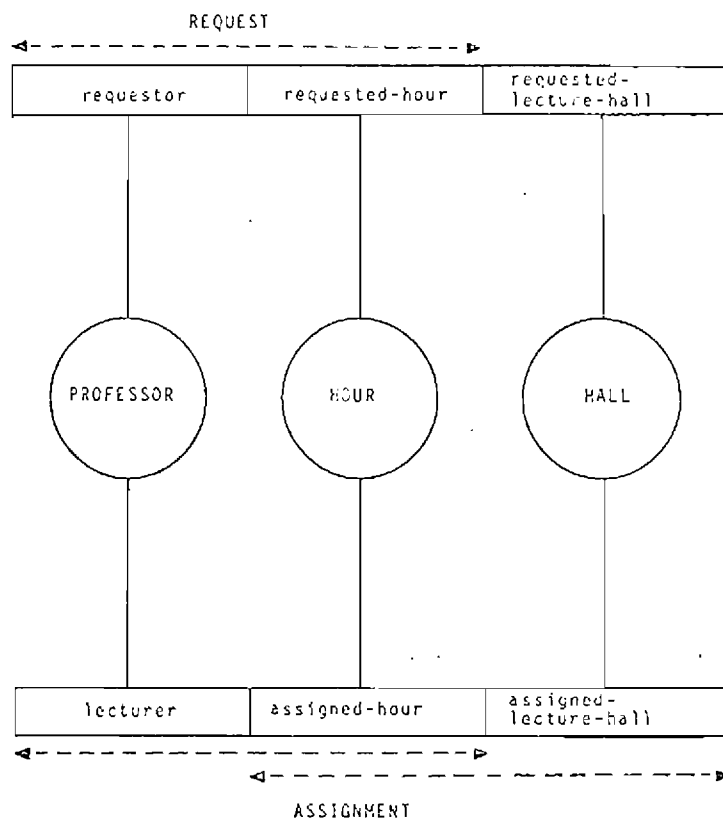 REQUEST
requestor
requested-hour
requested-
lecture-hall
PROFESSOR
HOUR
HALL
lecturer
assigned-hour
assigned-
lecture-hall
ASSIGNMENT